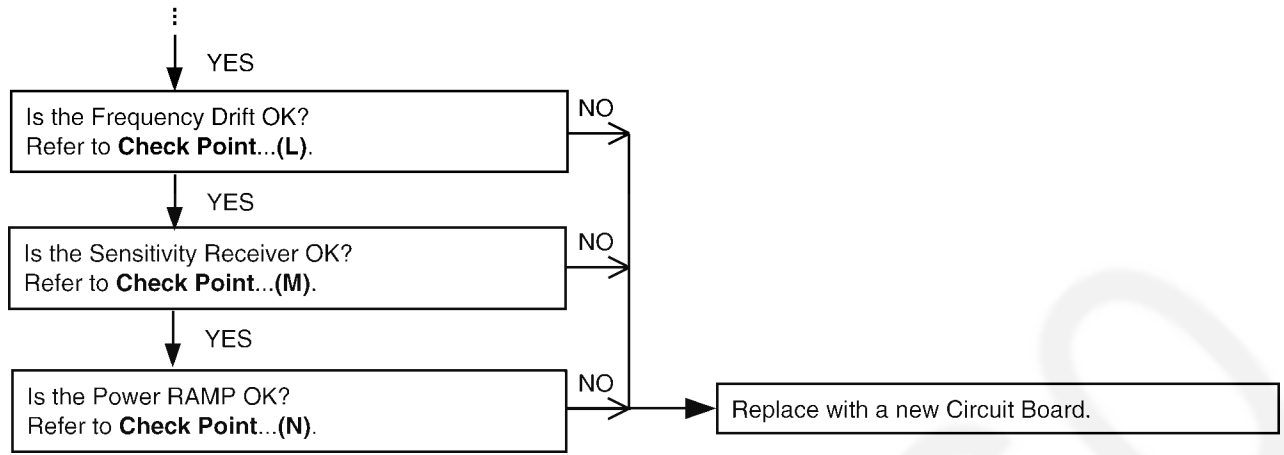 ⋮
YES
Is the Frequency Drift OK?
Refer to Check Point...(L).
NO
YES
Is the Sensitivity Receiver OK?
Refer to Check Point...(M).
NO
YES
Is the Power RAMP OK?
Refer to Check Point...(N).
NO
Replace with a new Circuit Board.